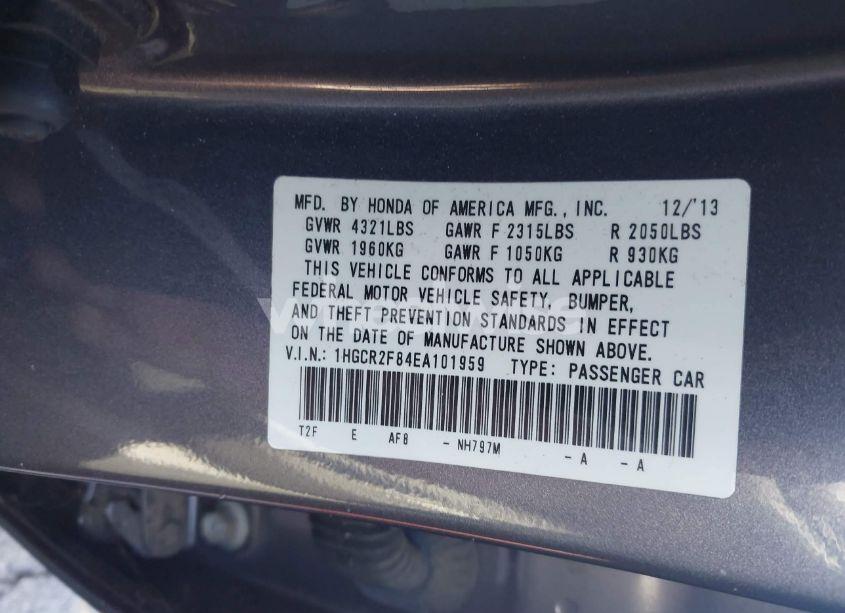 MFD. BY HONDA OF AMERICA MFG., INC. 12/'13
GVWR 4321LBS GAWR F 2315LBS R 2050LBS
GVWR 1960KG GAWR F 1050KG R 930KG
THIS VEHICLE CONFORMS TO ALL APPLICABLE
FEDERAL MOTOR VEHICLE SAFETY, BUMPER,
AND THEFT PREVENTION STANDARDS IN EFFECT
ON THE DATE OF MANUFACTURE SHOWN ABOVE.
V.I.N.: 1HGCR2F84EA101959 TYPE: PASSENGER CAR
T2F E AF8 - NH797M - A - A